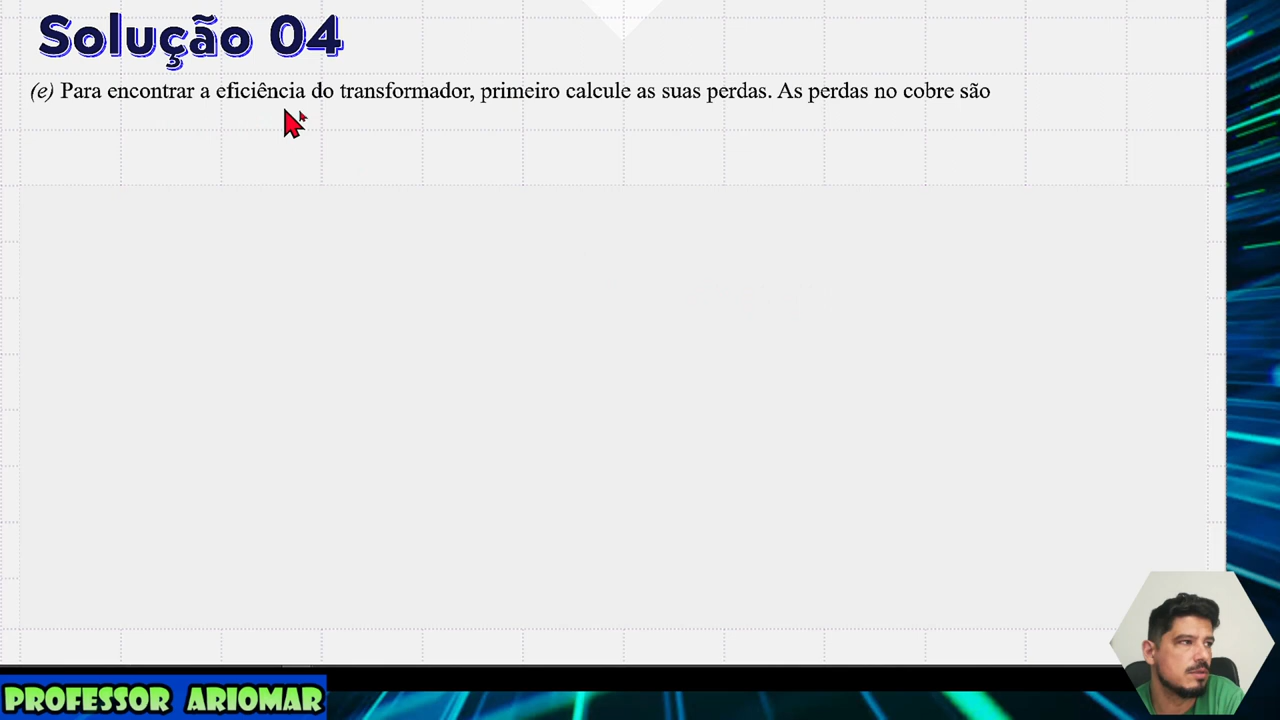 Solução 04
(e) Para encontrar a eficiência do transformador, primeiro calcule as suas perdas. As perdas no cobre são
PROFESSOR ARIOMAR